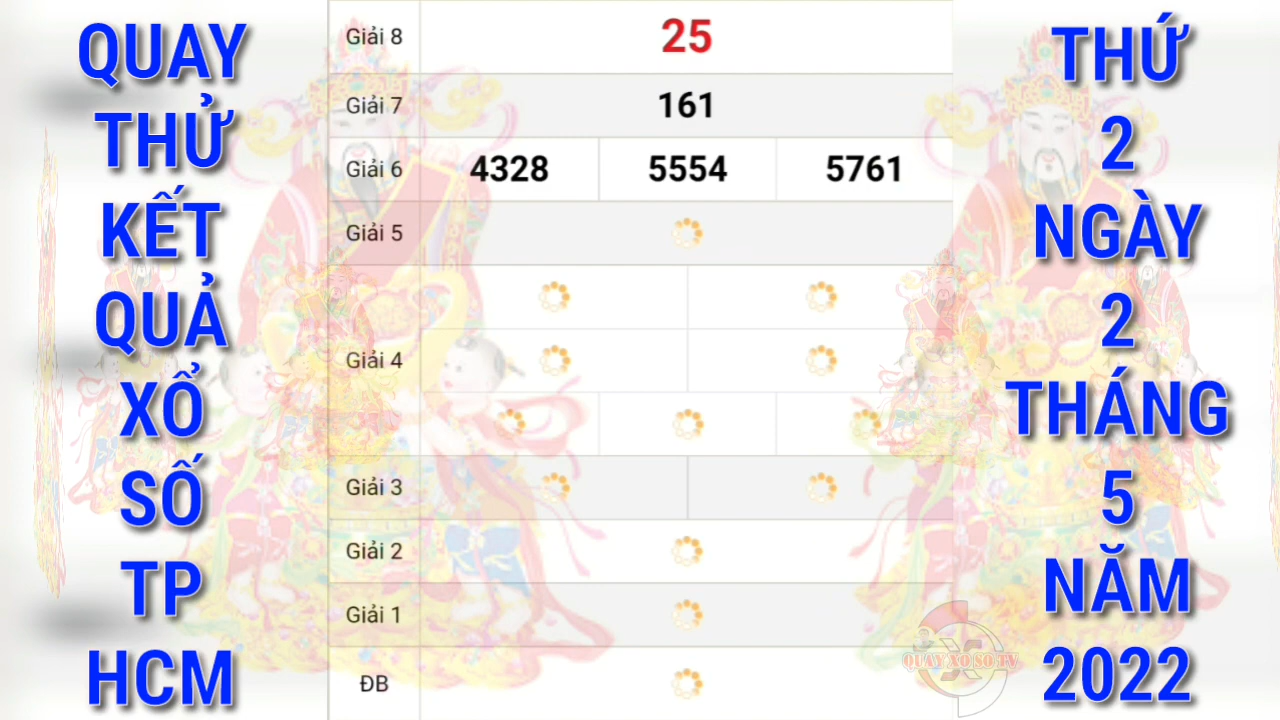 QUAY
THỬ
KẾT
QUẢ
XỔ
SỐ
TP
HCM
Giải 8 25
Giải 7 161
Giải 6 4328 5554 5761
Giải 5
Giải 4
Giải 3
Giải 2
Giải 1
ĐB
THỨ
2
NGÀY
2
THÁNG
5
NĂM
2022
QUAY XO SO TV